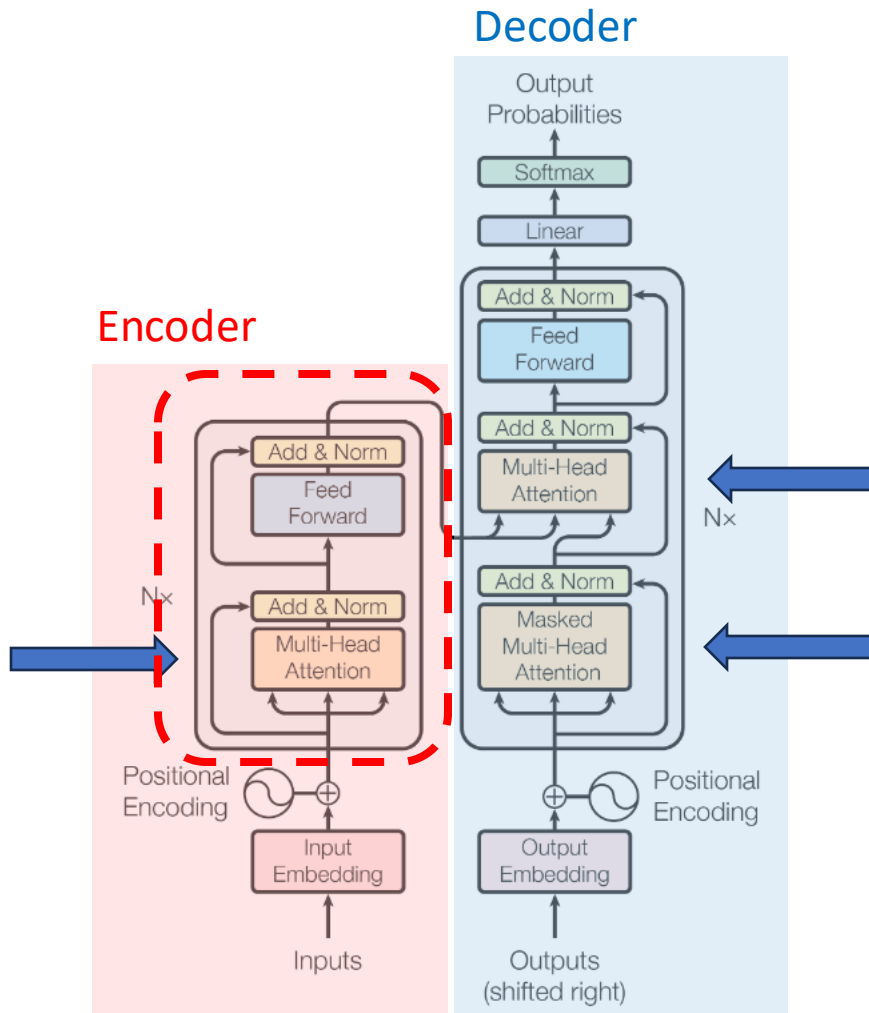 Decoder
Output
Probabilities
Softmax
Linear
Add & Norm
Feed
Forward
Add & Norm
Multi-Head
Attention
Nx
Add & Norm
Masked
Multi-Head
Attention
Positional
Encoding
Output
Embedding
Outputs
(shifted right)
Encoder
Add & Norm
Feed
Forward
Nx
Add & Norm
Multi-Head
Attention
Positional
Encoding
Input
Embedding
Inputs